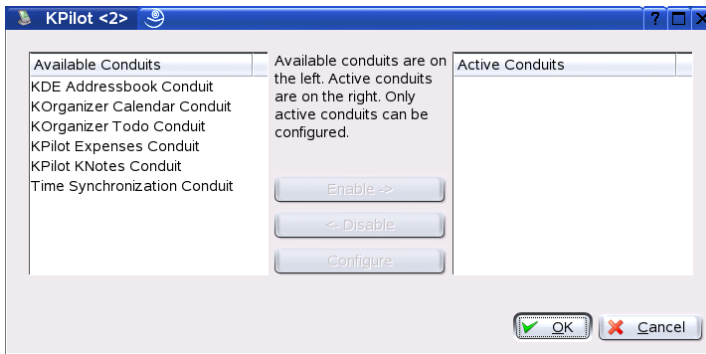 KPilot <2>
Available Conduits
KDE Addressbook Conduit
KOrganizer Calendar Conduit
KOrganizer Todo Conduit
KPilot Expenses Conduit
KPilot KNotes Conduit
Time Synchronization Conduit
Available conduits are on
the left. Active conduits
are on the right. Only
active conduits can be
configured.
Enable ->
<- Disable
Configure
Active Conduits
OK
Cancel